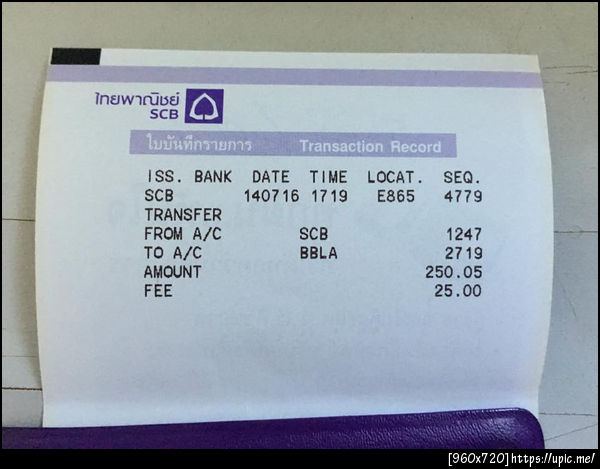 ไทยพาณิชย์
SCB
ใบบันทึกรายการ Transaction Record
ISS. BANK DATE TIME LOCAT. SEQ.
SCB 140716 1719 E865 4779
TRANSFER
FROM A/C SCB 1247
TO A/C BBLA 2719
AMOUNT 250.05
FEE 25.00
[960x720]https://upic.me/